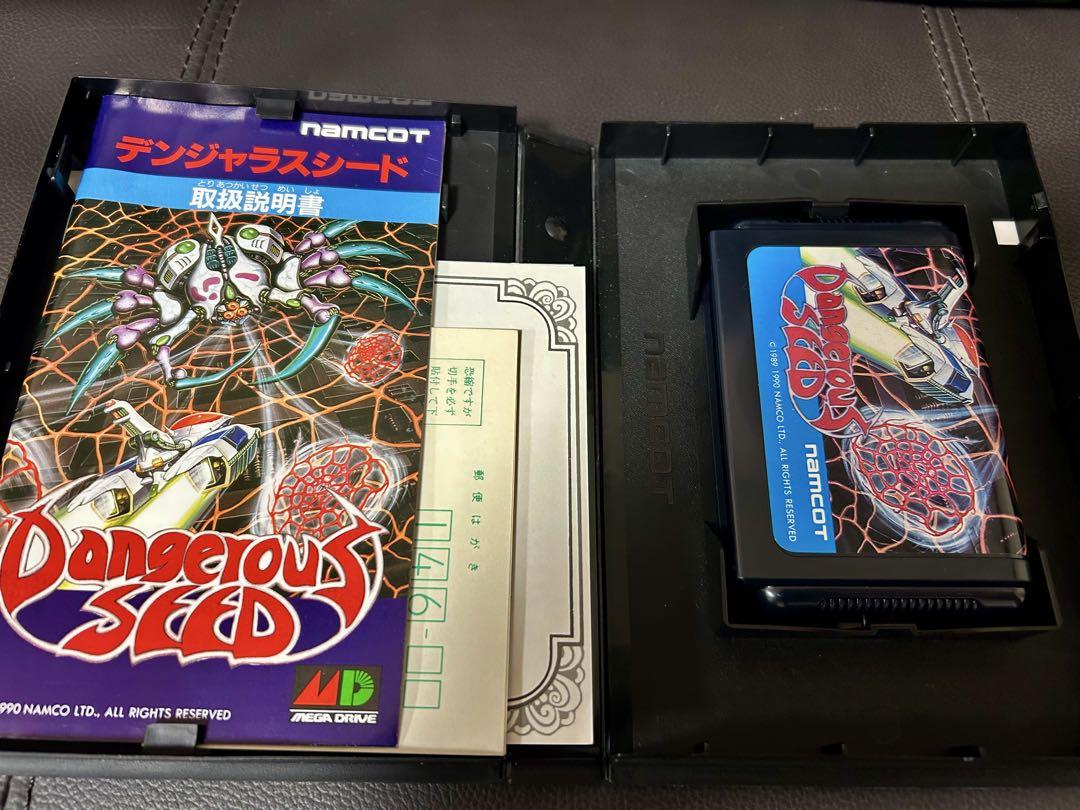 namcot
デンジャラスシード
とりあつかいせつ めい しょ
取扱説明書
Dangerous
SEED
990 NAMCO LTD., ALL RIGHTS RESERVED
MD
MEGA DRIVE
恐縮ですが
切手を必ず
貼付して下
郵便はがき
146-
namcot
Dangerous
SEED
© 1989 1990 NAMCO LTD., ALL RIGHTS RESERVED
namcot